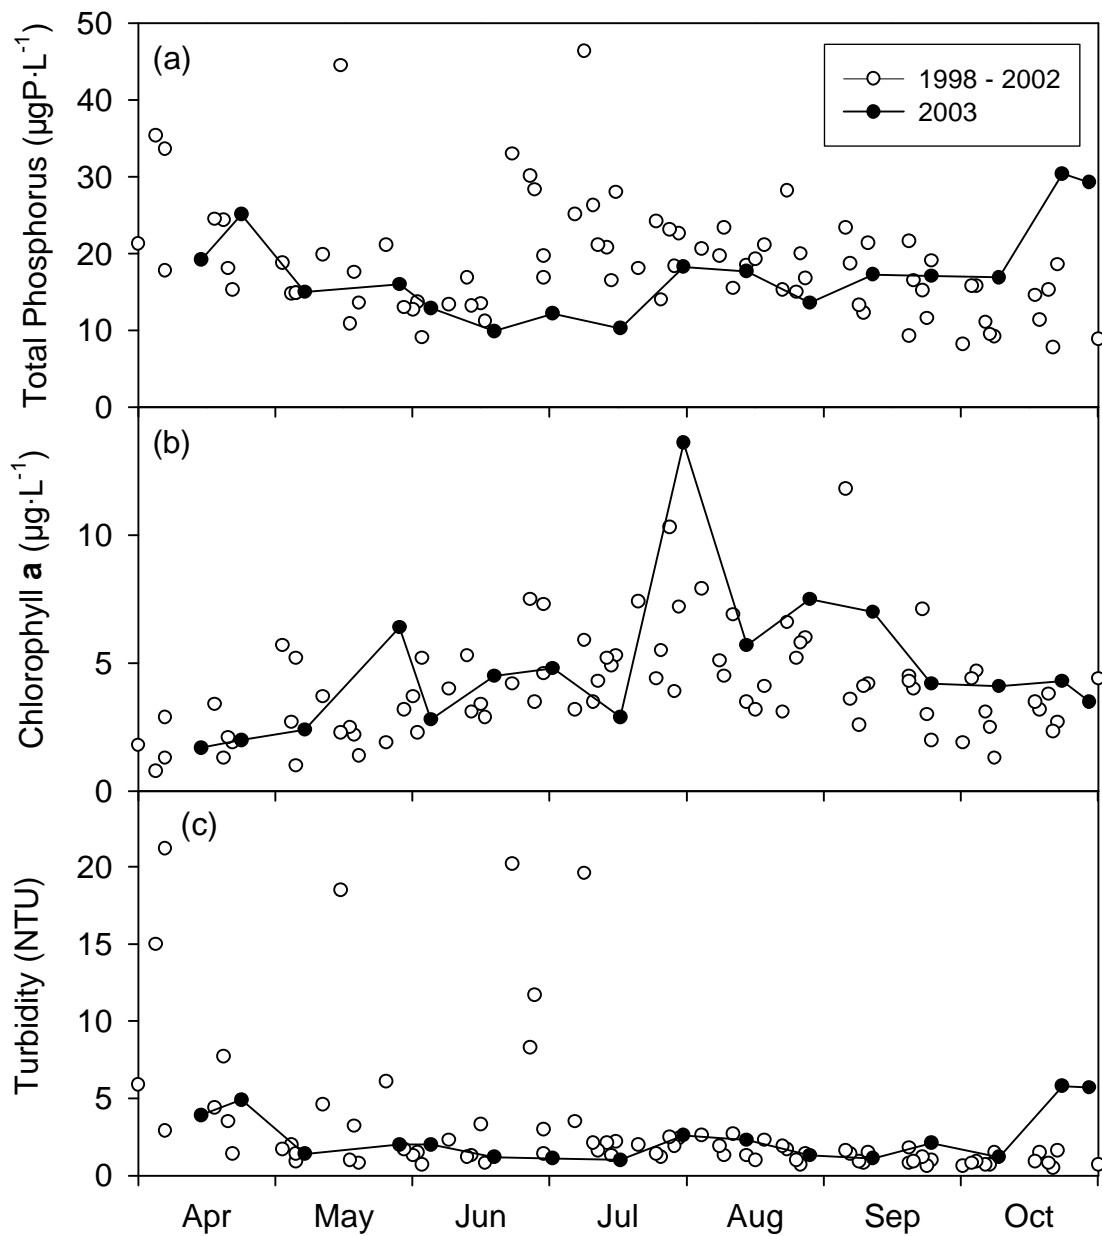 Total Phosphorus (µgP·L⁻¹)
50
40
30
20
10
0
(a)
1998 - 2002
2003
Chlorophyll a (µg·L⁻¹)
10
5
0
(b)
Turbidity (NTU)
20
15
10
5
0
(c)
Apr May Jun Jul Aug Sep Oct